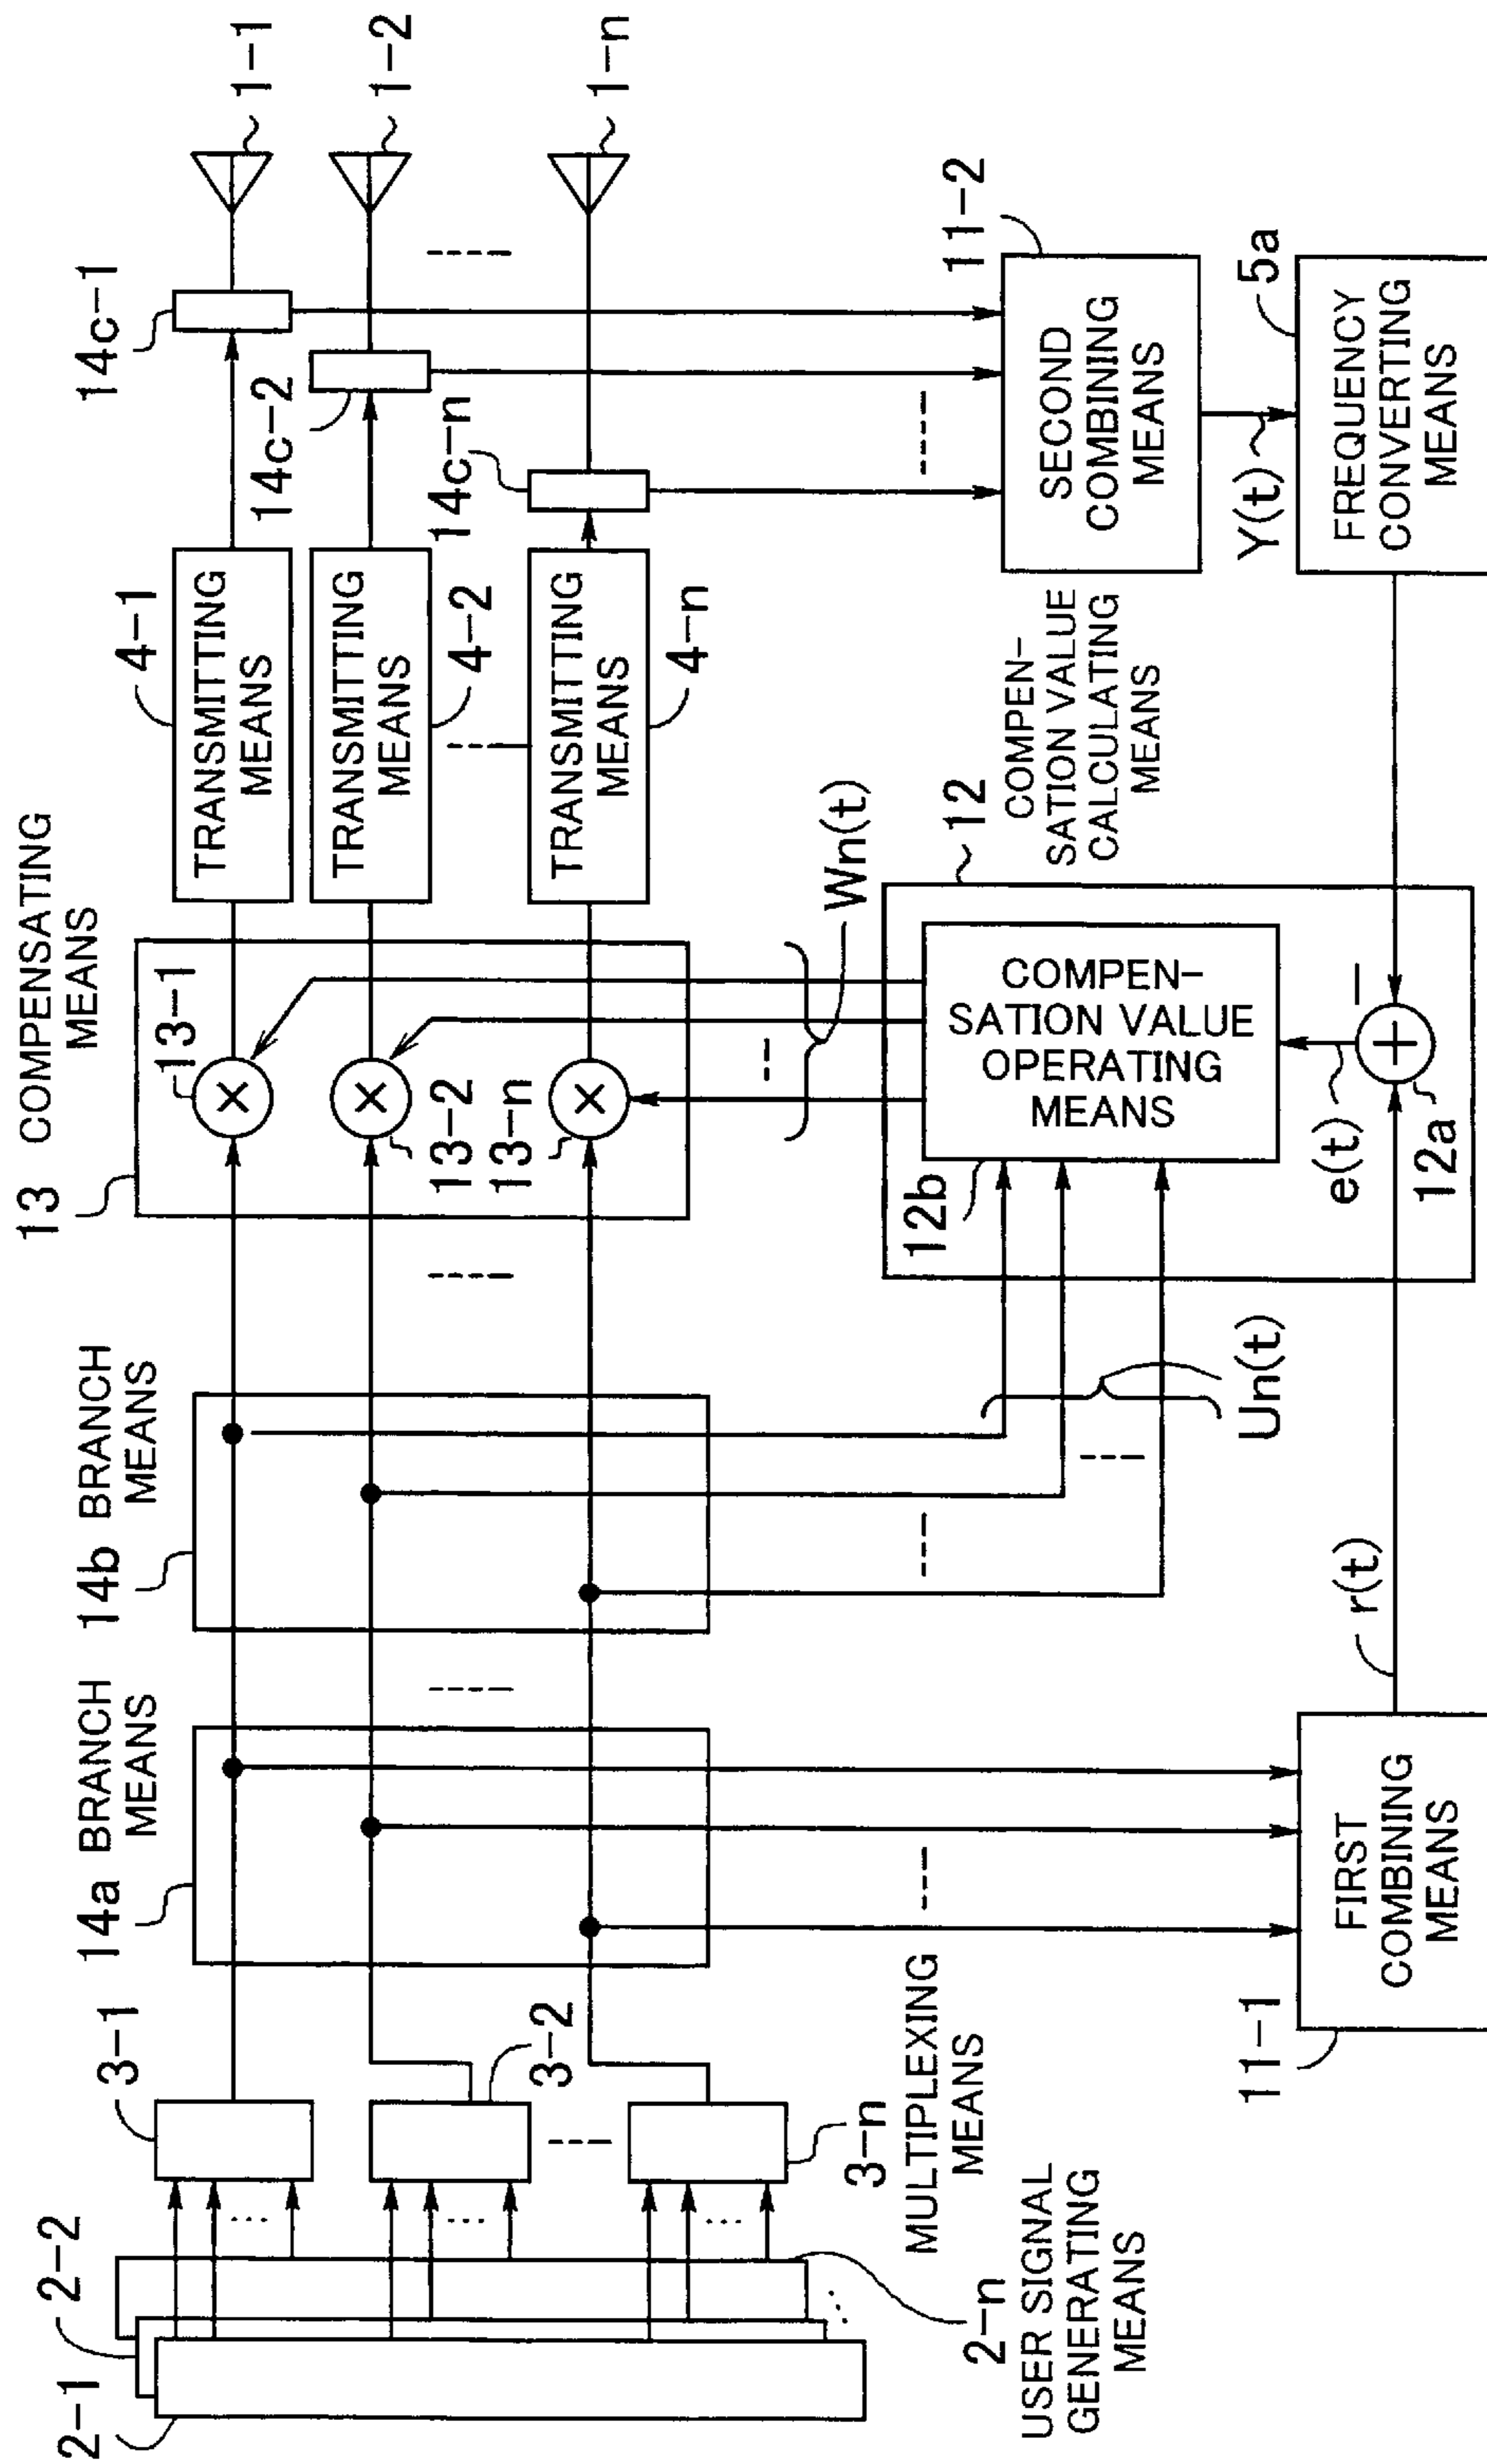 2-1
2-2
2-n
USER SIGNAL
GENERATING
MEANS
3-1
3-2
3-n
MULTIPLEXING
MEANS
14a BRANCH
MEANS
14b BRANCH
MEANS
13 COMPENSATING
MEANS
13-1
13-2
13-n
4-1
TRANSMITTING
MEANS
TRANSMITTING
MEANS
4-2
TRANSMITTING
MEANS
4-n
14c-1
14c-2
14c-n
1-1
1-2
1-n
11-1
FIRST
COMBINING
MEANS
r(t)
Un(t)
Wn(t)
12
COMPEN-
SATION VALUE
CALCULATING
MEANS
12b
COMPEN-
SATION VALUE
OPERATING
MEANS
e(t)
12a
+
−
×
×
×
11-2
SECOND
COMBINING
MEANS
Y(t)
5a
FREQUENCY
CONVERTING
MEANS